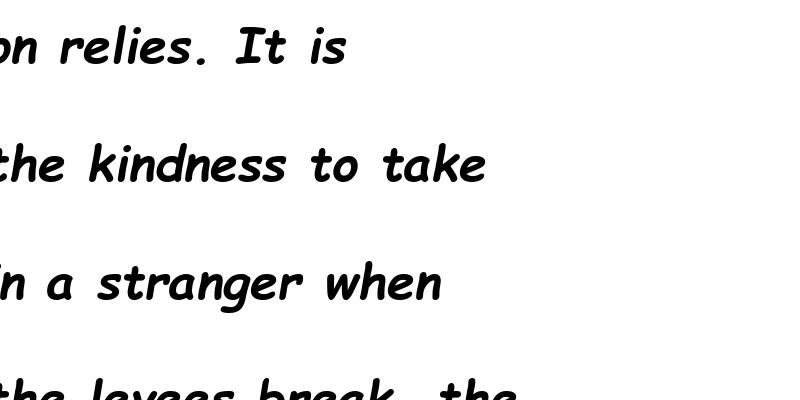 on relies. It is
the kindness to take
in a stranger when
the levees break, the